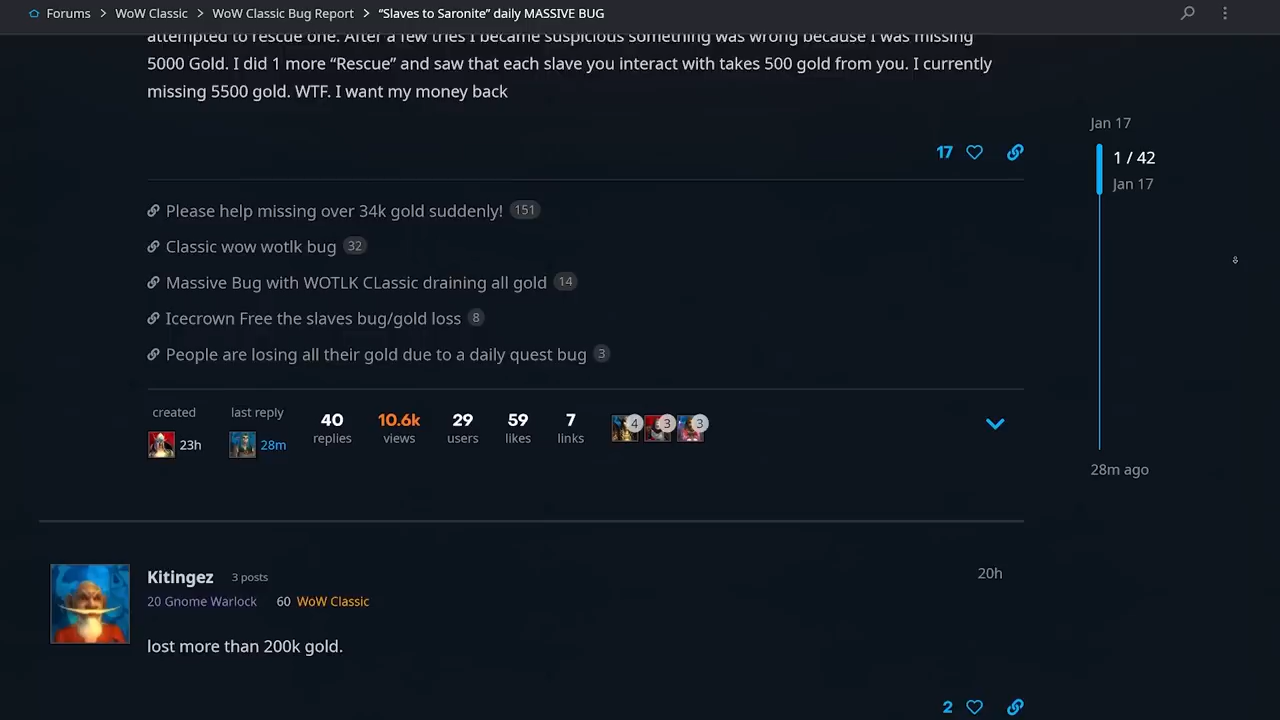 Forums > WoW Classic > WoW Classic Bug Report > “Slaves to Saronite” daily MASSIVE BUG
attempted to rescue one. After a few tries I became suspicious something was wrong because I was missing
5000 Gold. I did 1 more “Rescue” and saw that each slave you interact with takes 500 gold from you. I currently
missing 5500 gold. WTF. I want my money back
17
Jan 17
1 / 42
Jan 17
28m ago
Please help missing over 34k gold suddenly! 151
Classic wow wotlk bug 32
Massive Bug with WOTLK CLassic draining all gold 14
Icecrown Free the slaves bug/gold loss 8
People are losing all their gold due to a daily quest bug 3
created last reply 40 10.6k 29 59 7 4 3 3
23h 28m replies views users likes links
Kitingez 3 posts 20h
20 Gnome Warlock 60 WoW Classic
lost more than 200k gold.
2